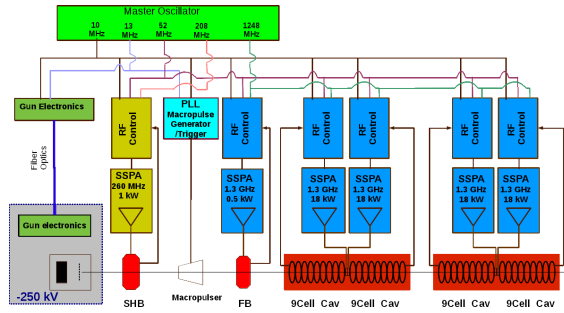 Master Oscillator
10 MHz
13 MHz
52 MHz
208 MHz
1248 MHz
Gun Electronics
RF Control
PLL
Macropulse
Generator
/Trigger
RF Control
RF Control
RF Control
RF Control
RF Control
Fiber Optics
SSPA
260 MHz
1 kW
SSPA
1.3 GHz
0.5 kW
SSPA
1.3 GHz
18 kW
SSPA
1.3 GHz
18 kW
SSPA
1.3 GHz
18 kW
SSPA
1.3 GHz
18 kW
Gun electronics
-250 kV
SHB
Macropulser
FB
9Cell Cav
9Cell Cav
9Cell Cav
9Cell Cav